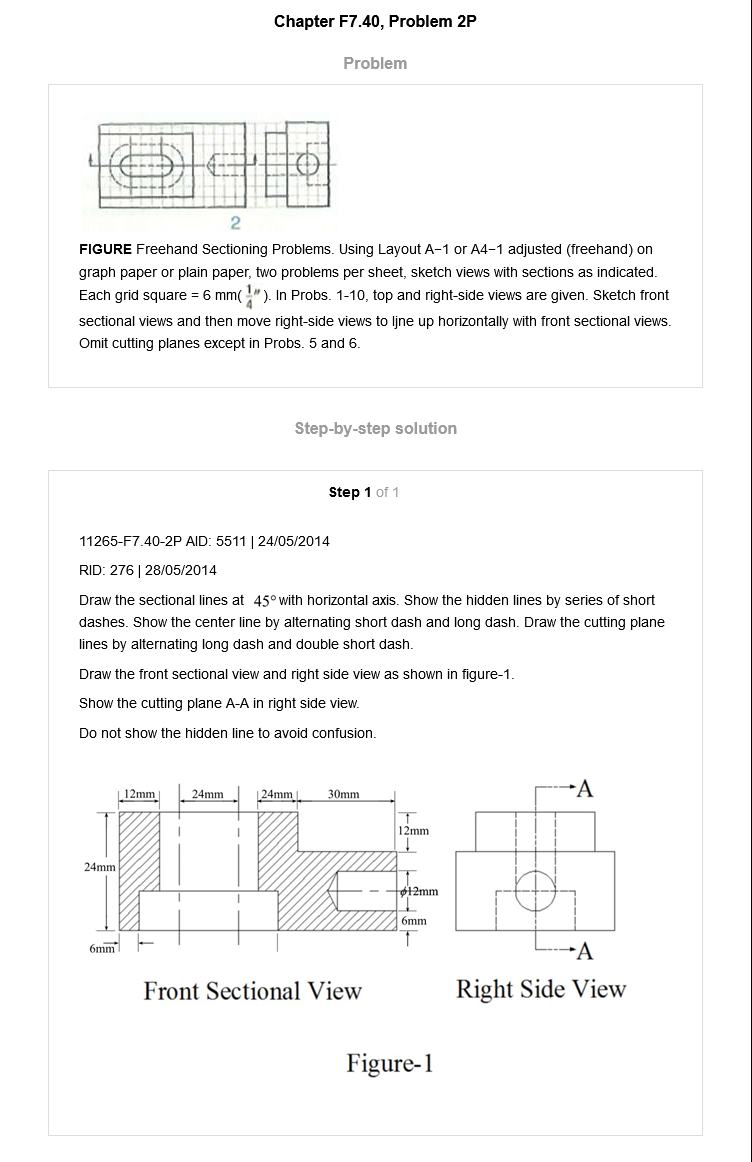 Chapter F7.40, Problem 2P
Problem
2
FIGURE Freehand Sectioning Problems. Using Layout A–1 or A4–1 adjusted (freehand) on
graph paper or plain paper, two problems per sheet, sketch views with sections as indicated.
Each grid square = 6 mm( 1/4″ ). In Probs. 1-10, top and right-side views are given. Sketch front
sectional views and then move right-side views to ljne up horizontally with front sectional views.
Omit cutting planes except in Probs. 5 and 6.
Step-by-step solution
Step 1 of 1
11265-F7.40-2P AID: 5511 | 24/05/2014
RID: 276 | 28/05/2014
Draw the sectional lines at 45° with horizontal axis. Show the hidden lines by series of short
dashes. Show the center line by alternating short dash and long dash. Draw the cutting plane
lines by alternating long dash and double short dash.
Draw the front sectional view and right side view as shown in figure-1.
Show the cutting plane A-A in right side view.
Do not show the hidden line to avoid confusion.
12mm 24mm 24mm 30mm
A
12mm
24mm
ϕ12mm
6mm
6mm
A
Front Sectional View
Right Side View
Figure-1